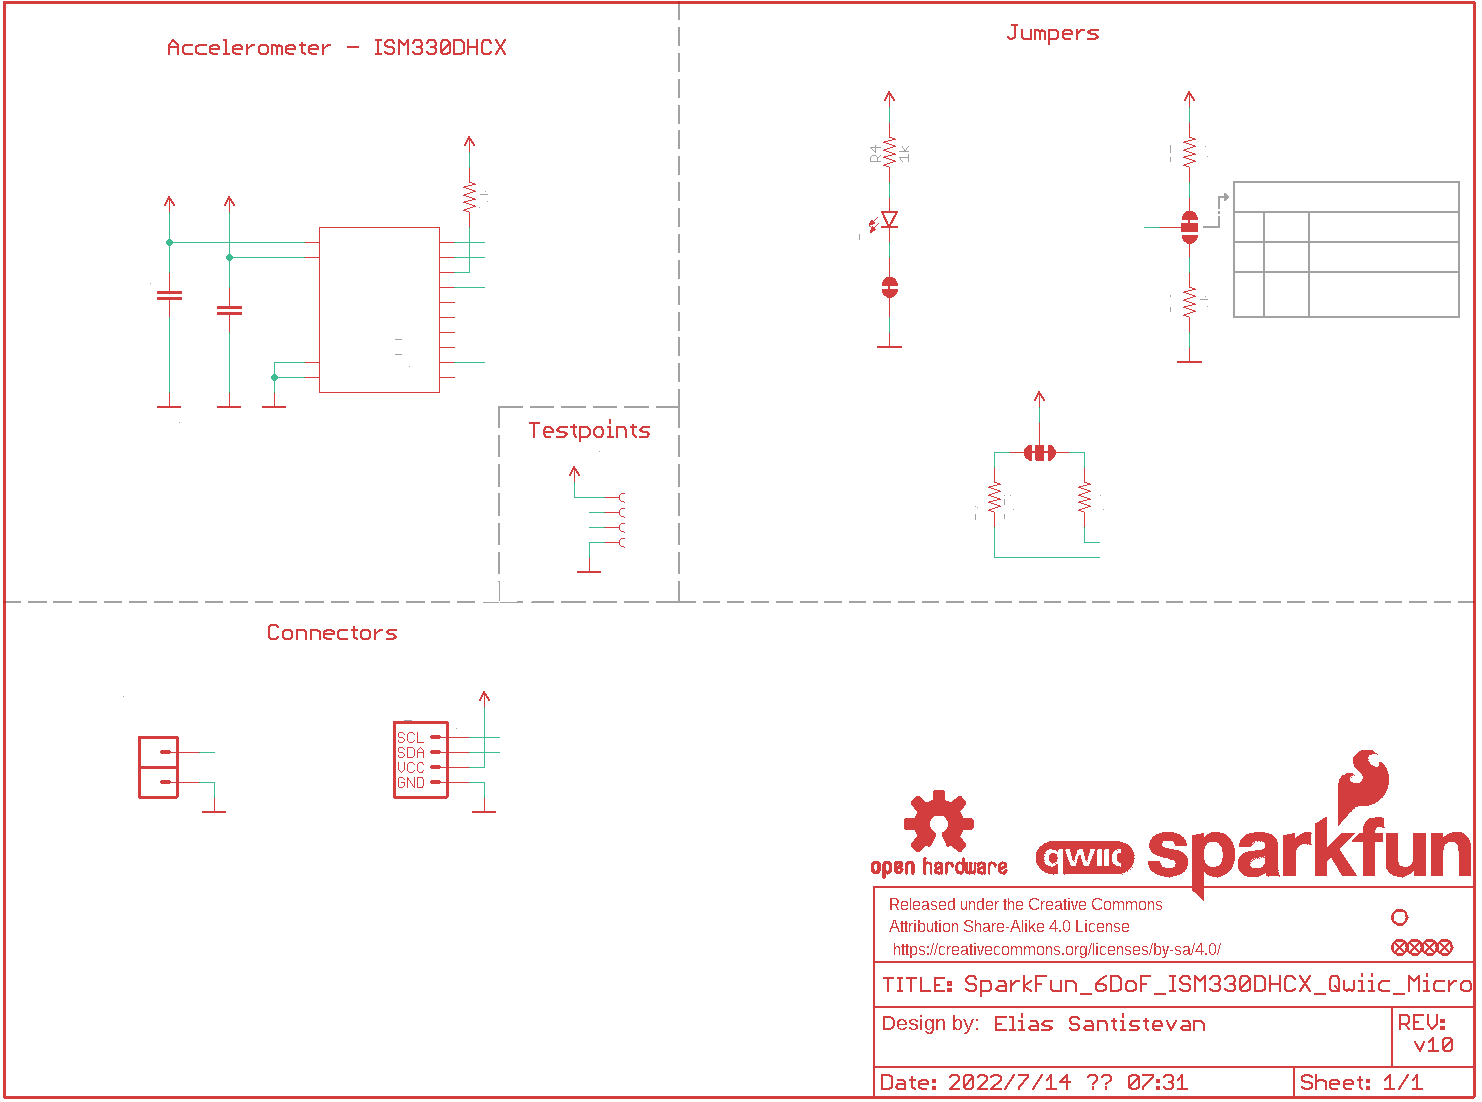 Accelerometer - ISM330DHCX
Jumpers
R4
1k
Testpoints
Connectors
SCL
SDA
VCC
GND
open hardware
qwiic
sparkfun
Released under the Creative Commons
Attribution Share-Alike 4.0 License
https://creativecommons.org/licenses/by-sa/4.0/
TITLE: SparkFun_6DoF_ISM330DHCX_Qwiic_Micro
Design by: Elias Santistevan
REV:
v10
Date: 2022/7/14 ?? 07:31
Sheet: 1/1